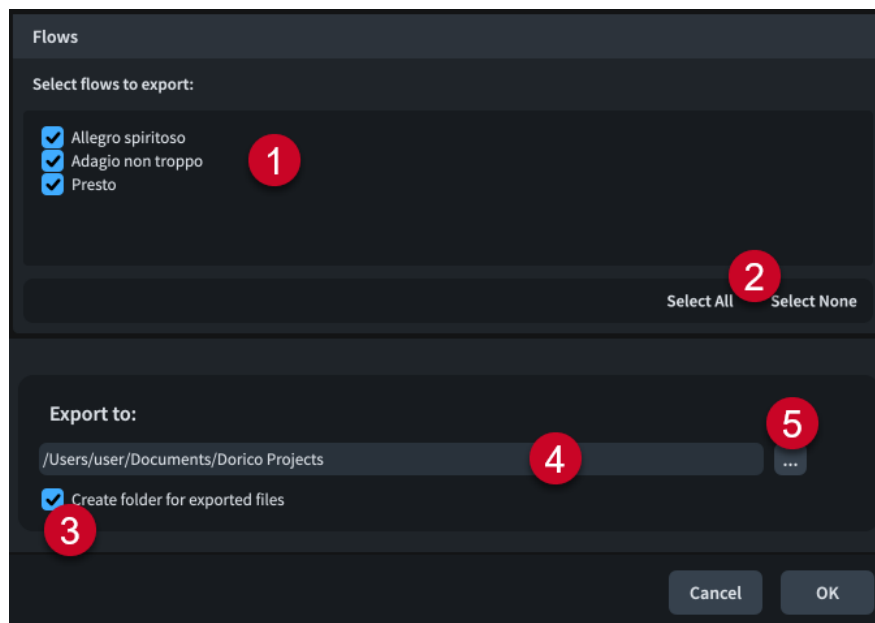 Flows
Select flows to export:
Allegro spiritoso
Adagio non troppo
1
Presto
2
Select All Select None
Export to:
5
/Users/user/Documents/Dorico Projects 4 ...
Create folder for exported files
3
Cancel OK